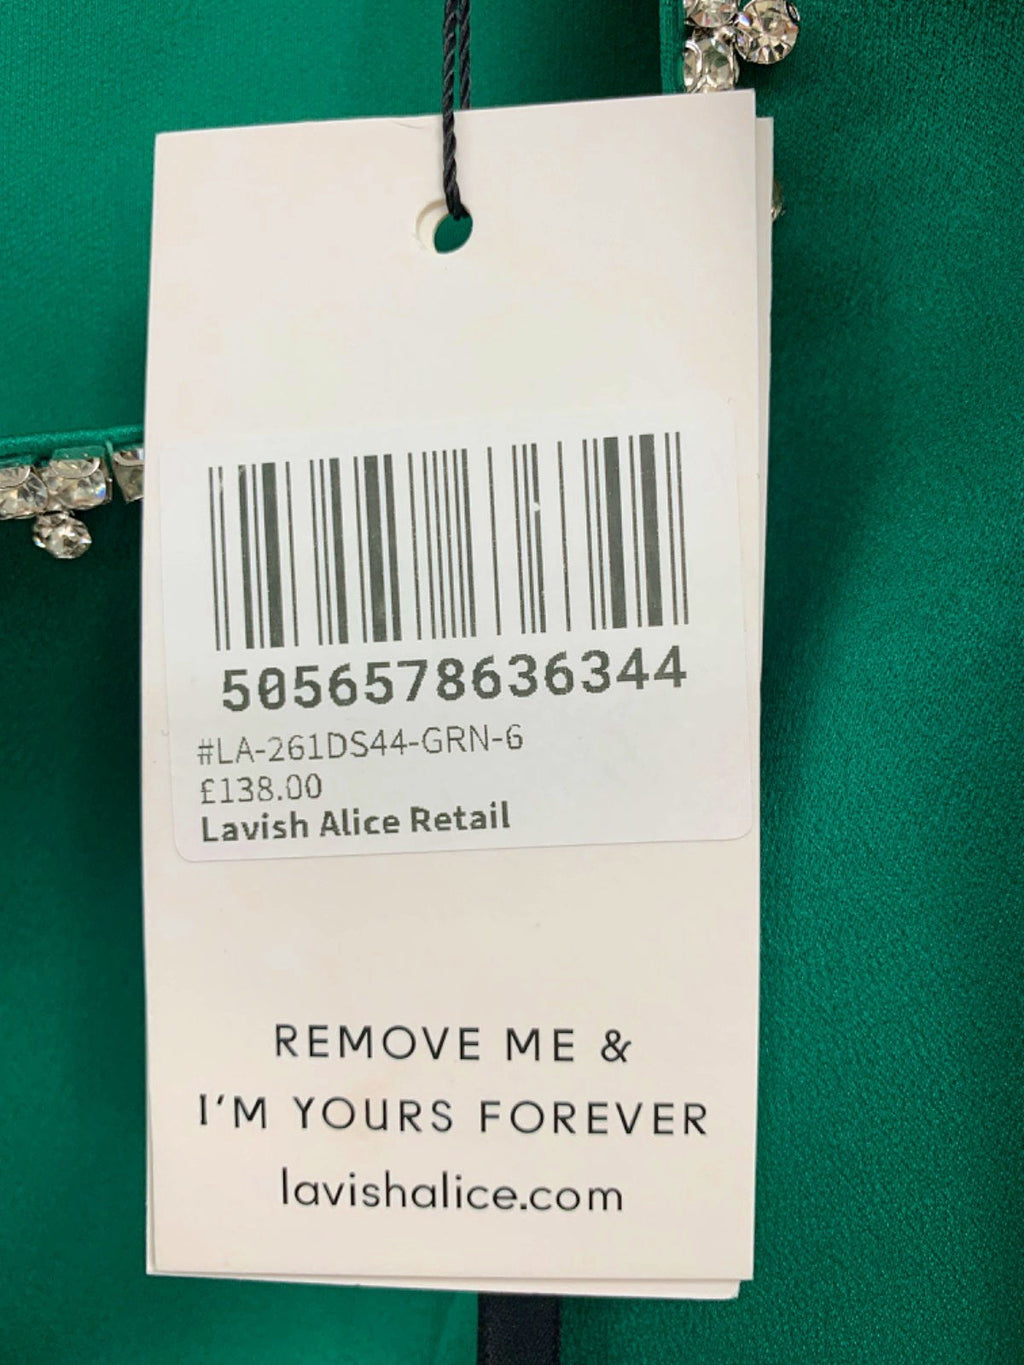 5056578636344
#LA-261DS44-GRN-6
£138.00
Lavish Alice Retail
REMOVE ME &
I'M YOURS FOREVER
lavishalice.com